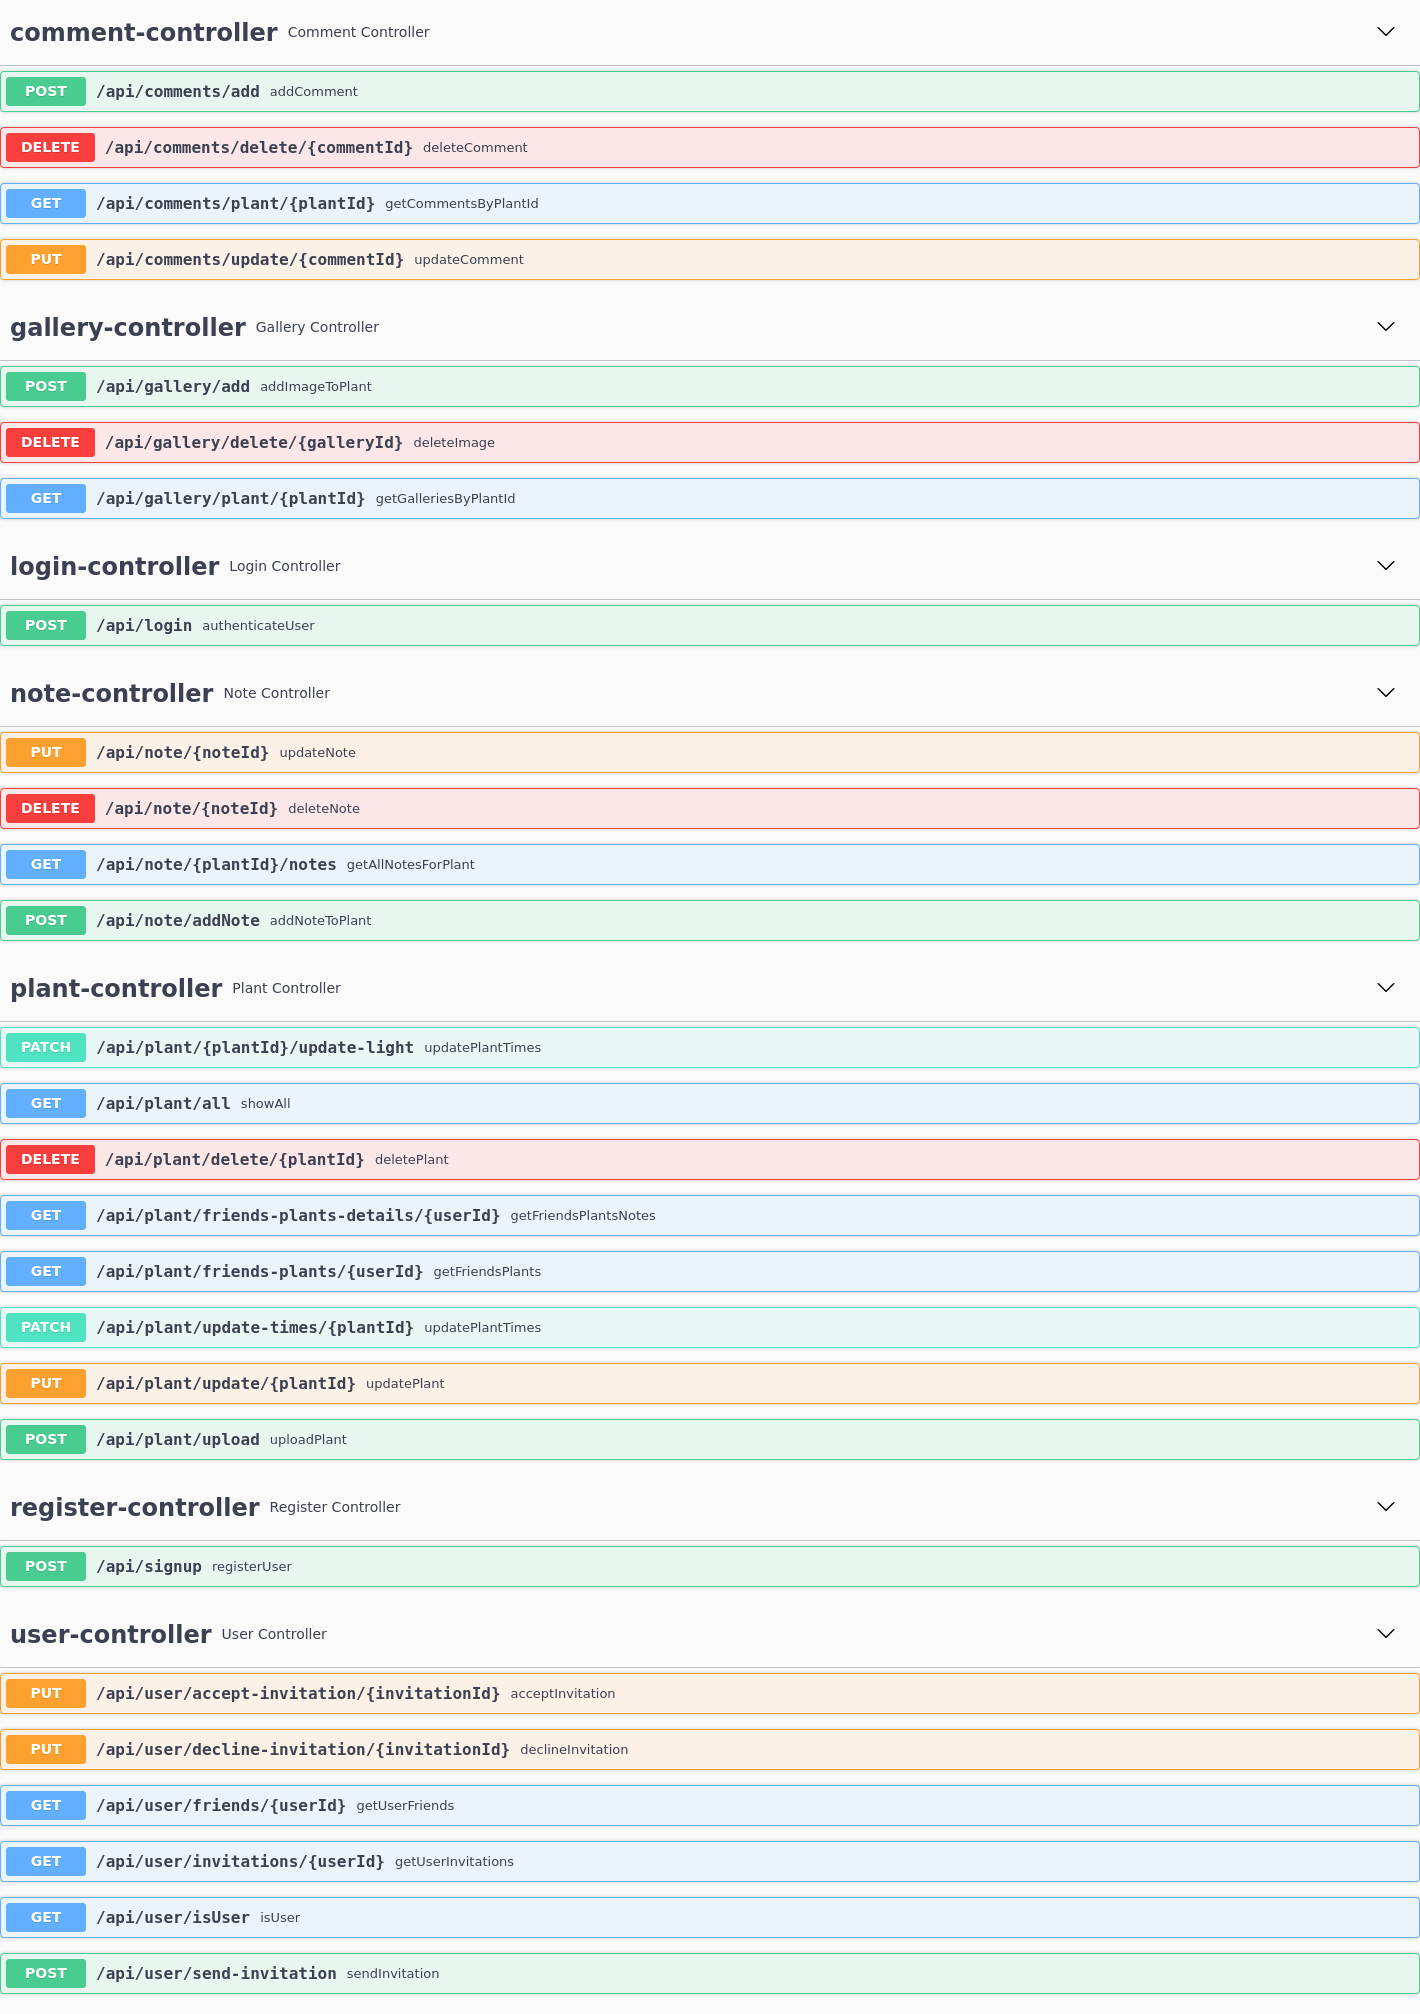 comment-controller Comment Controller
POST /api/comments/add addComment
DELETE /api/comments/delete/{commentId} deleteComment
GET /api/comments/plant/{plantId} getCommentsByPlantId
PUT /api/comments/update/{commentId} updateComment
gallery-controller Gallery Controller
POST /api/gallery/add addImageToPlant
DELETE /api/gallery/delete/{galleryId} deleteImage
GET /api/gallery/plant/{plantId} getGalleriesByPlantId
login-controller Login Controller
POST /api/login authenticateUser
note-controller Note Controller
PUT /api/note/{noteId} updateNote
DELETE /api/note/{noteId} deleteNote
GET /api/note/{plantId}/notes getAllNotesForPlant
POST /api/note/addNote addNoteToPlant
plant-controller Plant Controller
PATCH /api/plant/{plantId}/update-light updatePlantTimes
GET /api/plant/all showAll
DELETE /api/plant/delete/{plantId} deletePlant
GET /api/plant/friends-plants-details/{userId} getFriendsPlantsNotes
GET /api/plant/friends-plants/{userId} getFriendsPlants
PATCH /api/plant/update-times/{plantId} updatePlantTimes
PUT /api/plant/update/{plantId} updatePlant
POST /api/plant/upload uploadPlant
register-controller Register Controller
POST /api/signup registerUser
user-controller User Controller
PUT /api/user/accept-invitation/{invitationId} acceptInvitation
PUT /api/user/decline-invitation/{invitationId} declineInvitation
GET /api/user/friends/{userId} getUserFriends
GET /api/user/invitations/{userId} getUserInvitations
GET /api/user/isUser isUser
POST /api/user/send-invitation sendInvitation